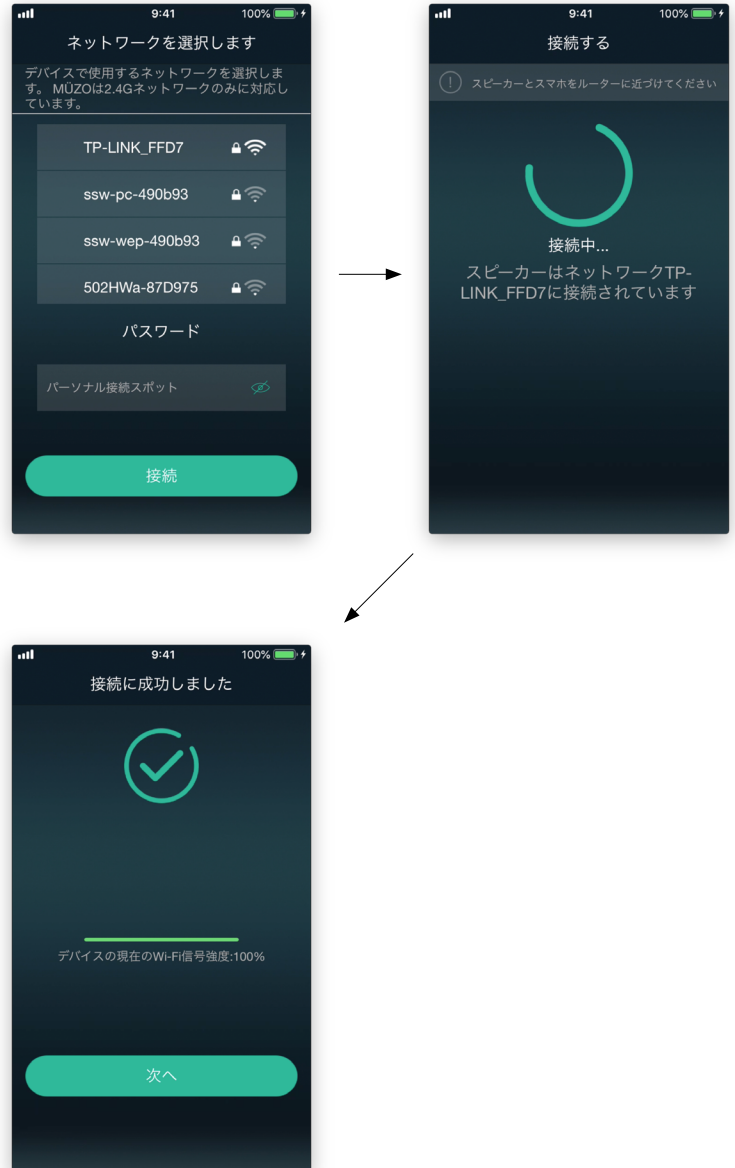 9:41 100%
ネットワークを選択します
デバイスで使用するネットワークを選択しま
す。 MÜZOは2.4Gネットワークのみに対応し
ています。
TP-LINK_FFD7
ssw-pc-490b93
ssw-wep-490b93
502HWa-87D975
パスワード
パーソナル接続スポット
接続
9:41 100%
接続する
スピーカーとスマホをルーターに近づけてください
接続中...
スピーカーはネットワークTP-
LINK_FFD7に接続されています
9:41 100%
接続に成功しました
デバイスの現在のWi-Fi信号強度:100%
次へ